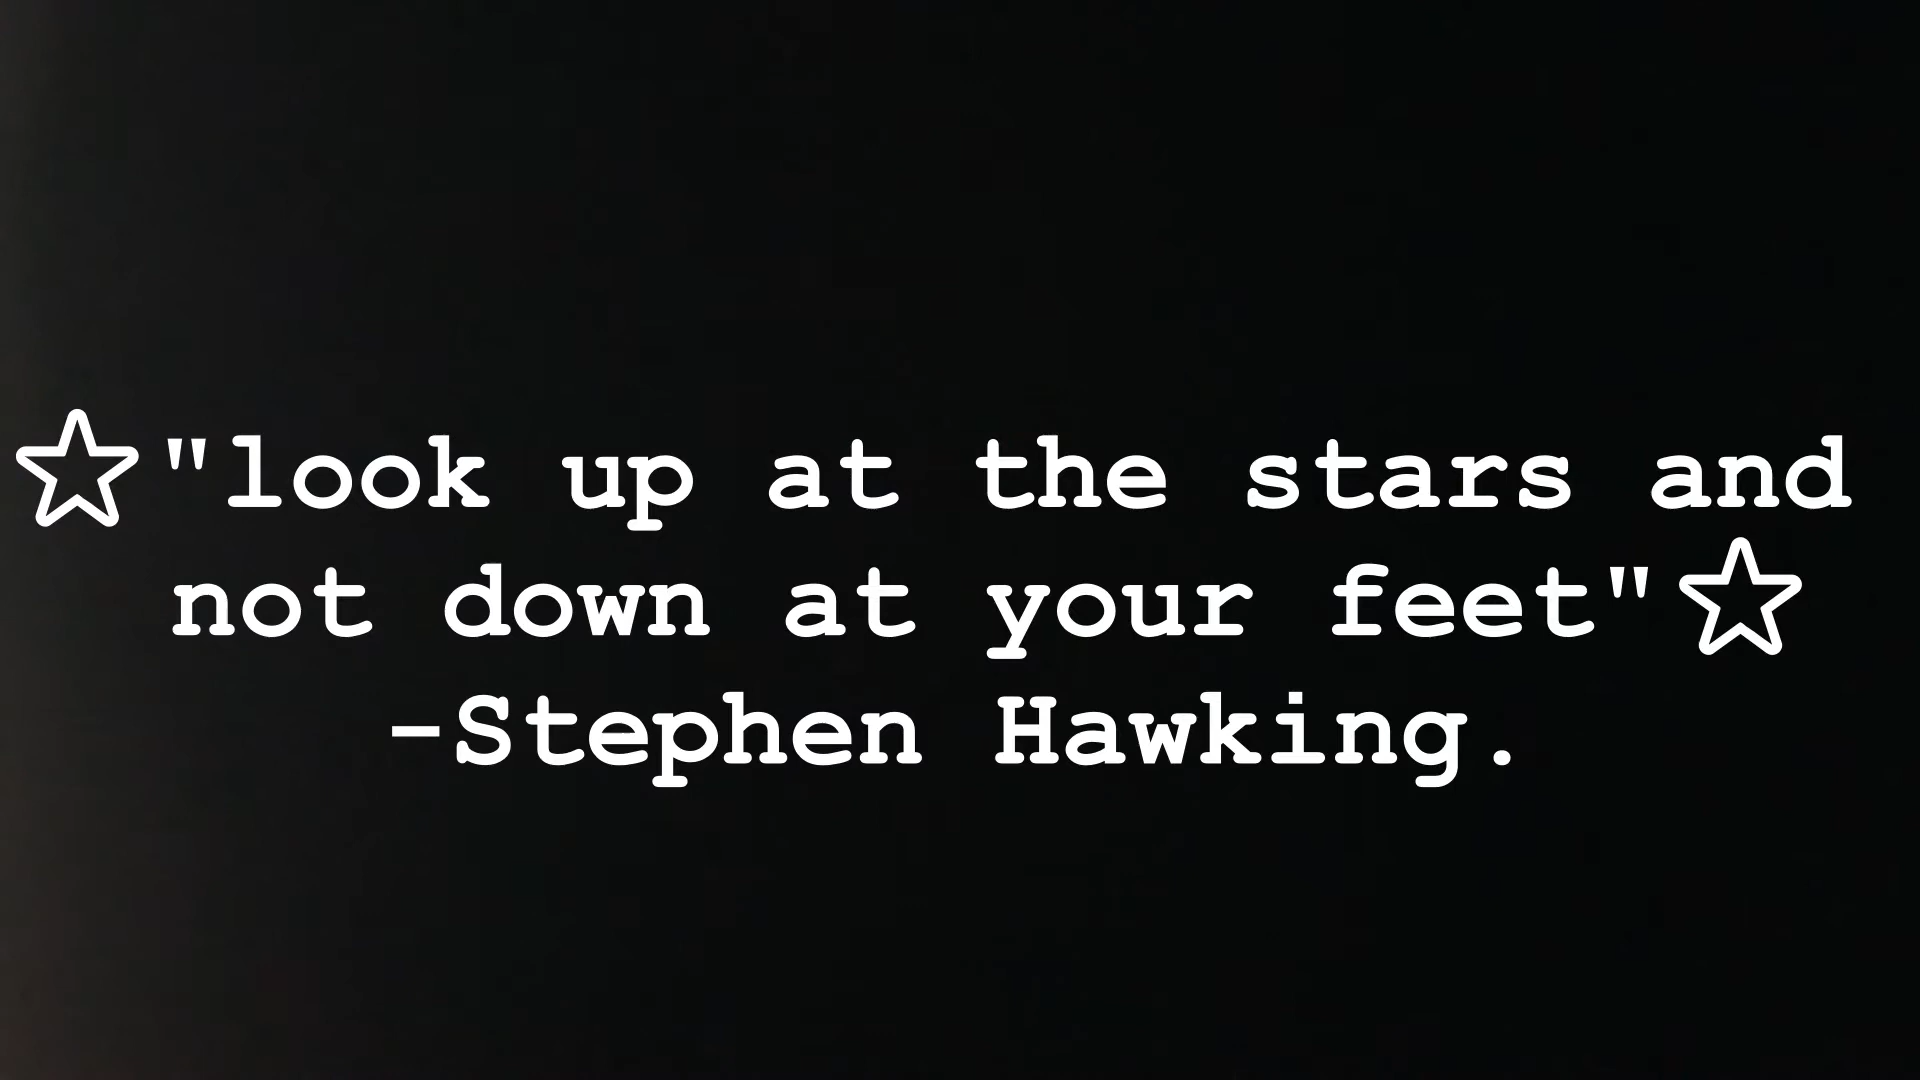 ☆"look up at the stars and
not down at your feet"☆
-Stephen Hawking.